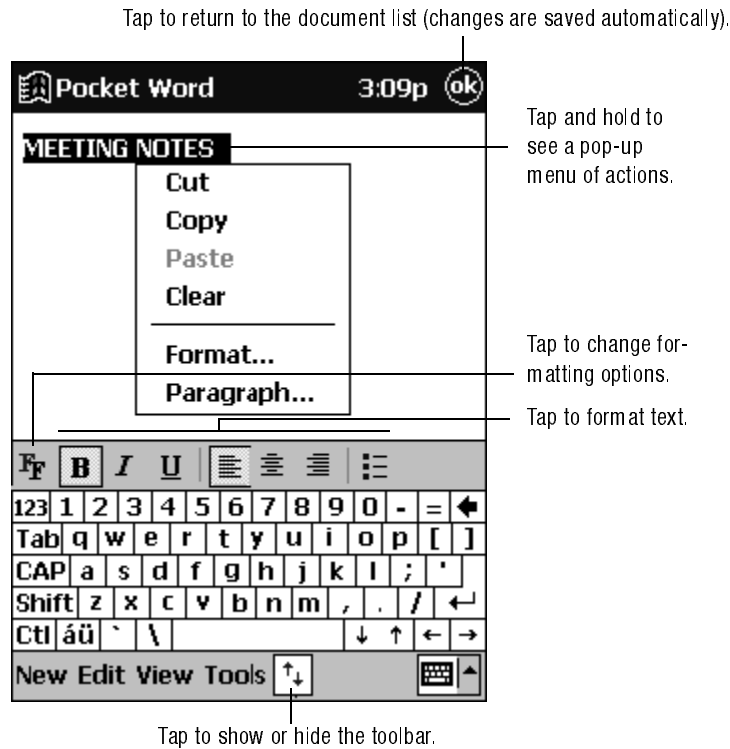 Tap to return to the document list (changes are saved automatically).
Pocket Word 3:09p ok
Tap and hold to
see a pop-up
menu of actions.
MEETING NOTES
Cut
Copy
Paste
Clear
Format...
Paragraph...
Tap to change for-
matting options.
Tap to format text.
FF B I U
123 1 2 3 4 5 6 7 8 9 0 - =
Tab q w e r t y u i o p [ ]
CAP a s d f g h j k l ; '
Shift z x c v b n m , . /
Ctl áü ` \ ↓ ↑ ← →
New Edit View Tools
Tap to show or hide the toolbar.